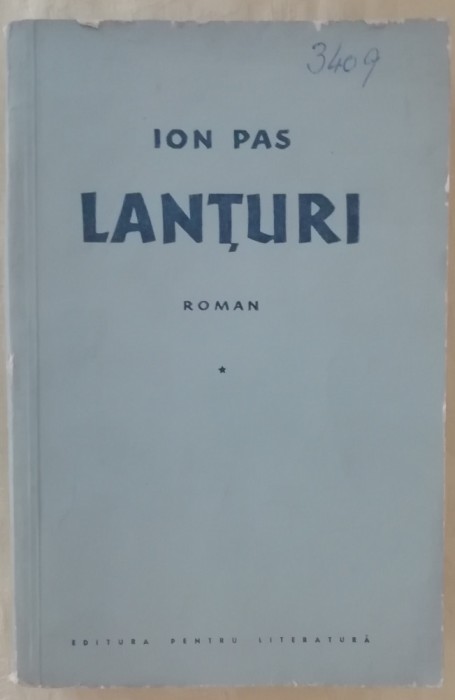 3409
ION PAS
LANȚURI
ROMAN
*
EDITURA PENTRU LITERATURĂ